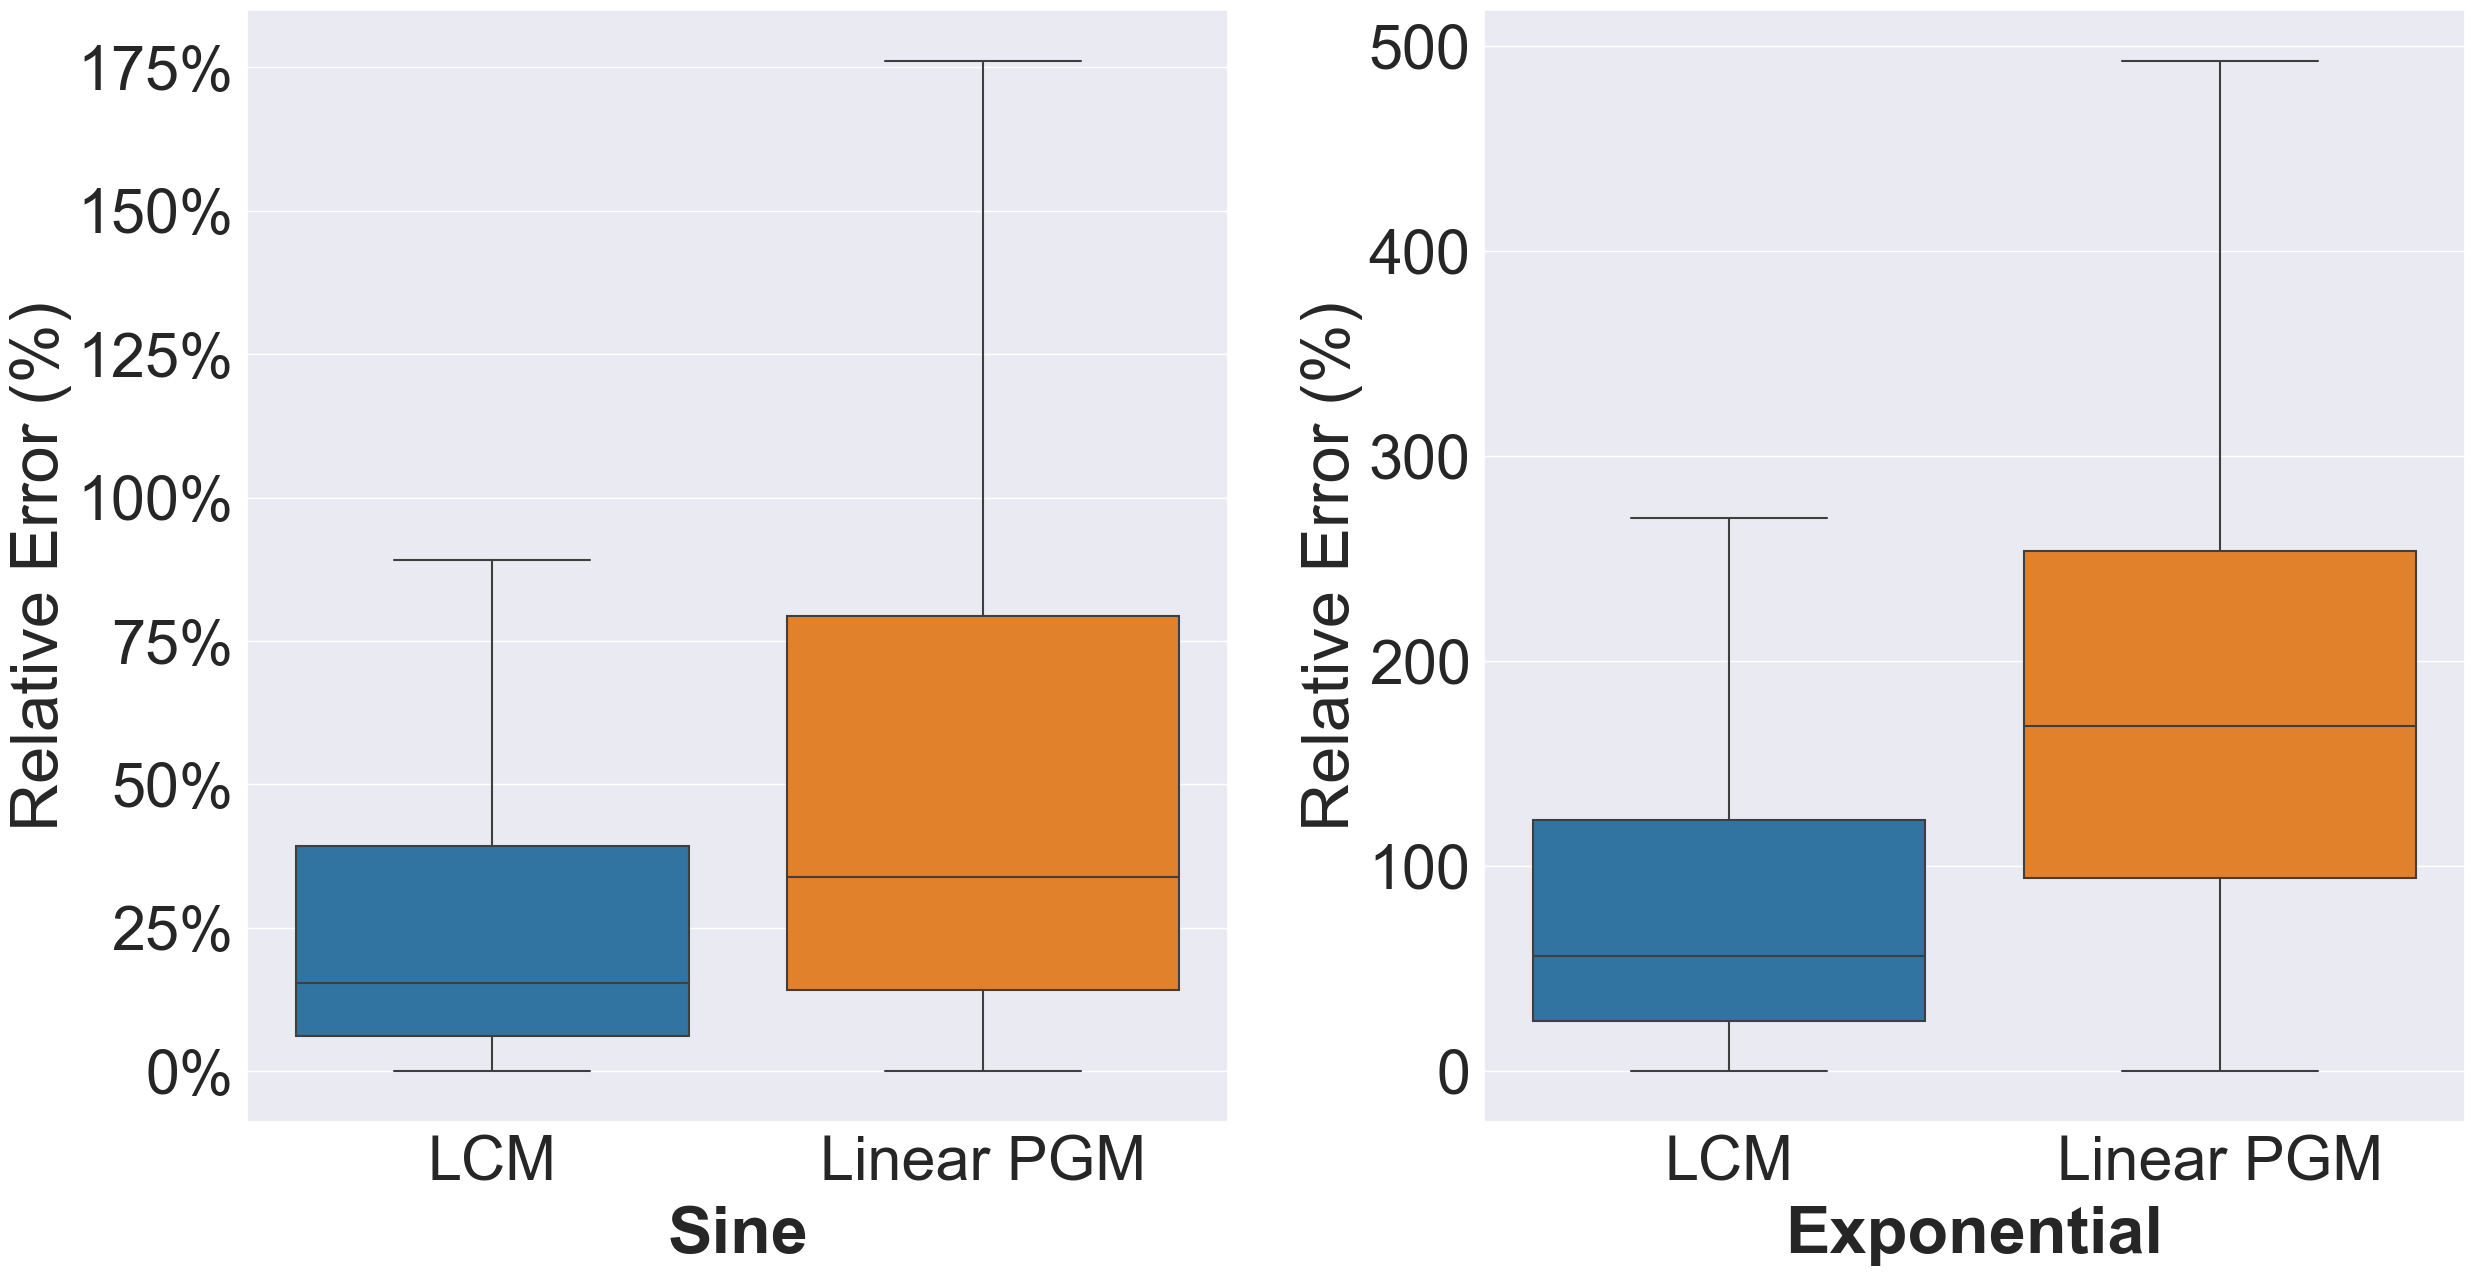 Relative Error (%)
175%
150%
125%
100%
75%
50%
25%
0%
LCM Linear PGM
Sine
Relative Error (%)
500
400
300
200
100
0
LCM Linear PGM
Exponential